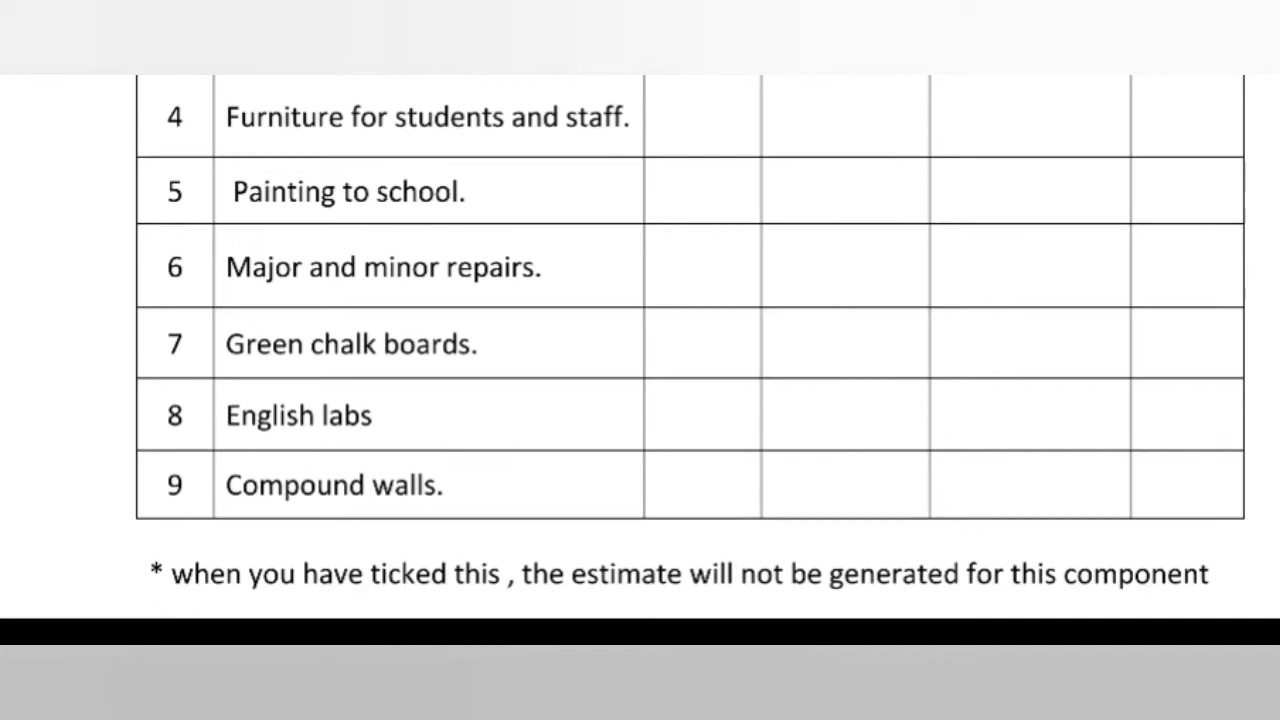 4 Furniture for students and staff.
5 Painting to school.
6 Major and minor repairs.
7 Green chalk boards.
8 English labs
9 Compound walls.
* when you have ticked this , the estimate will not be generated for this component